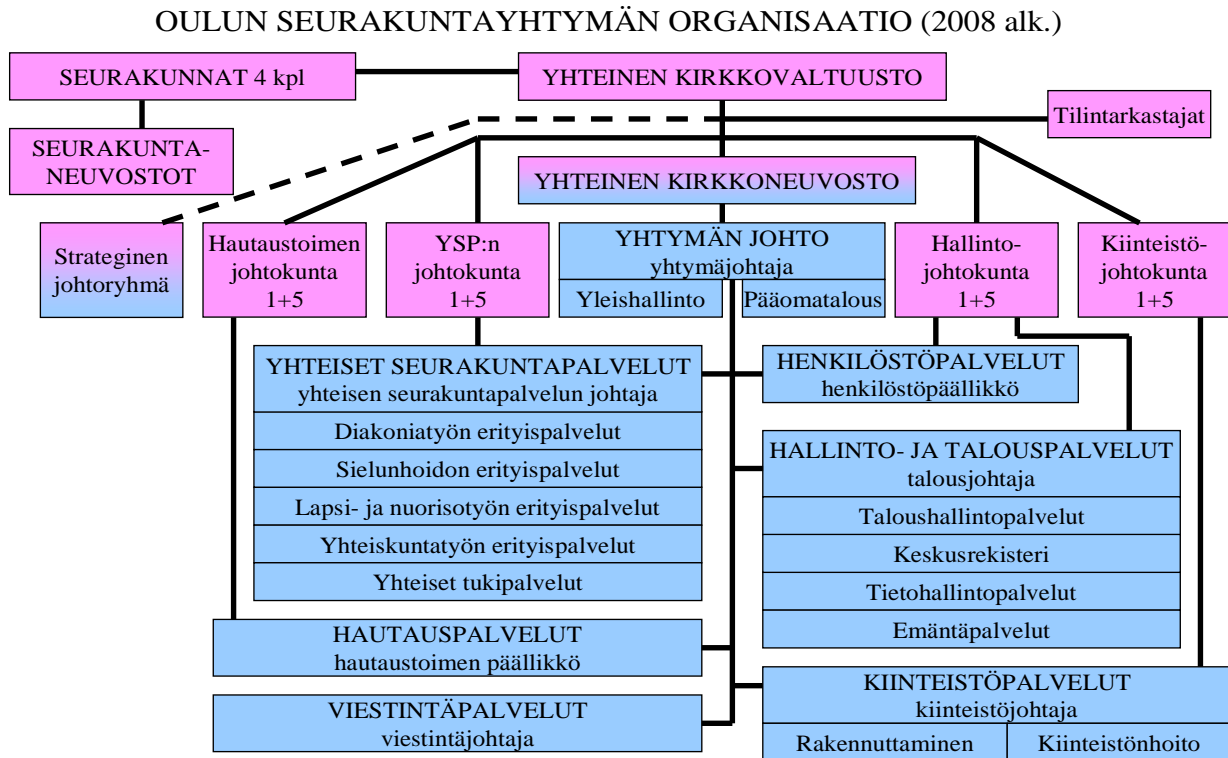 OULUN SEURAKUNTAYHTYMÄN ORGANISAATIO (2008 alk.)
SEURAKUNNAT 4 kpl
YHTEINEN KIRKKOVALTUUSTO
Tilintarkastajat
SEURAKUNTA-
NEUVOSTOT
YHTEINEN KIRKKONEUVOSTO
Strateginen
johtoryhmä
Hautaustoimen
johtokunta
1+5
YSP:n
johtokunta
1+5
YHTYMÄN JOHTO
yhtymäjohtaja
Yleishallinto
Pääomatalous
Hallinto-
johtokunta
1+5
Kiinteistö-
johtokunta
1+5
YHTEISET SEURAKUNTAPALVELUT
yhteisen seurakuntapalvelun johtaja
Diakoniatyön erityispalvelut
Sielunhoidon erityispalvelut
Lapsi- ja nuorisotyön erityispalvelut
Yhteiskuntatyön erityispalvelut
Yhteiset tukipalvelut
HENKILÖSTÖPALVELUT
henkilöstöpäällikkö
HALLINTO- JA TALOUSPALVELUT
talousjohtaja
Taloushallintopalvelut
Keskusrekisteri
Tietohallintopalvelut
Emäntäpalvelut
HAUTAUSPALVELUT
hautaustoimen päällikkö
VIESTINTÄPALVELUT
viestintäjohtaja
KIINTEISTÖPALVELUT
kiinteistöjohtaja
Rakennuttaminen
Kiinteistönhoito